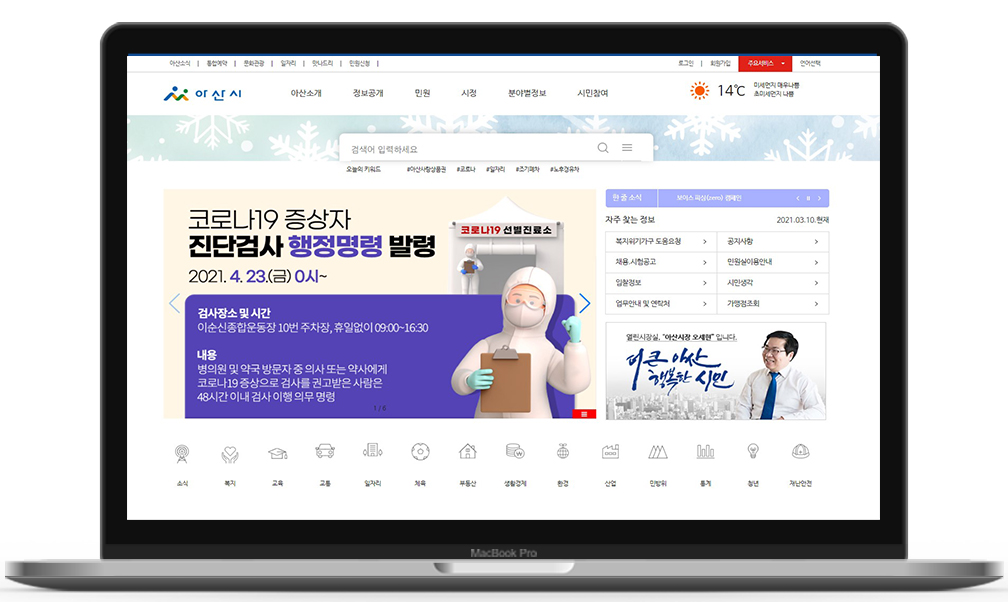 아산소식 | 통합예약 | 문화관광 | 일자리 | 맛나드리 | 민원신청 |
로그인 | 회원가입 주요서비스 언어선택
아산시
아산소개 정보공개 민원 시정 분야별정보 시민참여
14℃ 미세먼지 매우나쁨
초미세먼지 나쁨
검색어 입력하세요
오늘의 키워드 #아산사랑상품권 #코로나 #일자리 #조기폐차 #노후경유차
코로나19 증상자
진단검사 행정명령 발령
2021. 4. 23.(금) 0시~
검사장소 및 시간
이순신종합운동장 10번 주차장, 휴일없이 09:00~16:30
내용
병의원 및 약국 방문자 중 의사 또는 약사에게
코로나19 증상으로 검사를 권고받은 사람은
48시간 이내 검사 이행 의무 명령
1 / 6
코로나19 선별진료소
한 줄 소식 보이스 피싱(zero) 캠페인
자주 찾는 정보 2021.03.10.현재
복지위기가구 도움요청 공지사항
채용.시험공고 민원실이용안내
입찰정보 시민생각
업무안내 및 연락처 가맹점조회
열린시장실, "아산시장 오세현" 입니다.
더 큰 아산
행복한 시민
소식 복지 교육 교통 일자리 체육 부동산 생활경제 환경 산업 민방위 통계 청년 재난안전
MacBook Pro